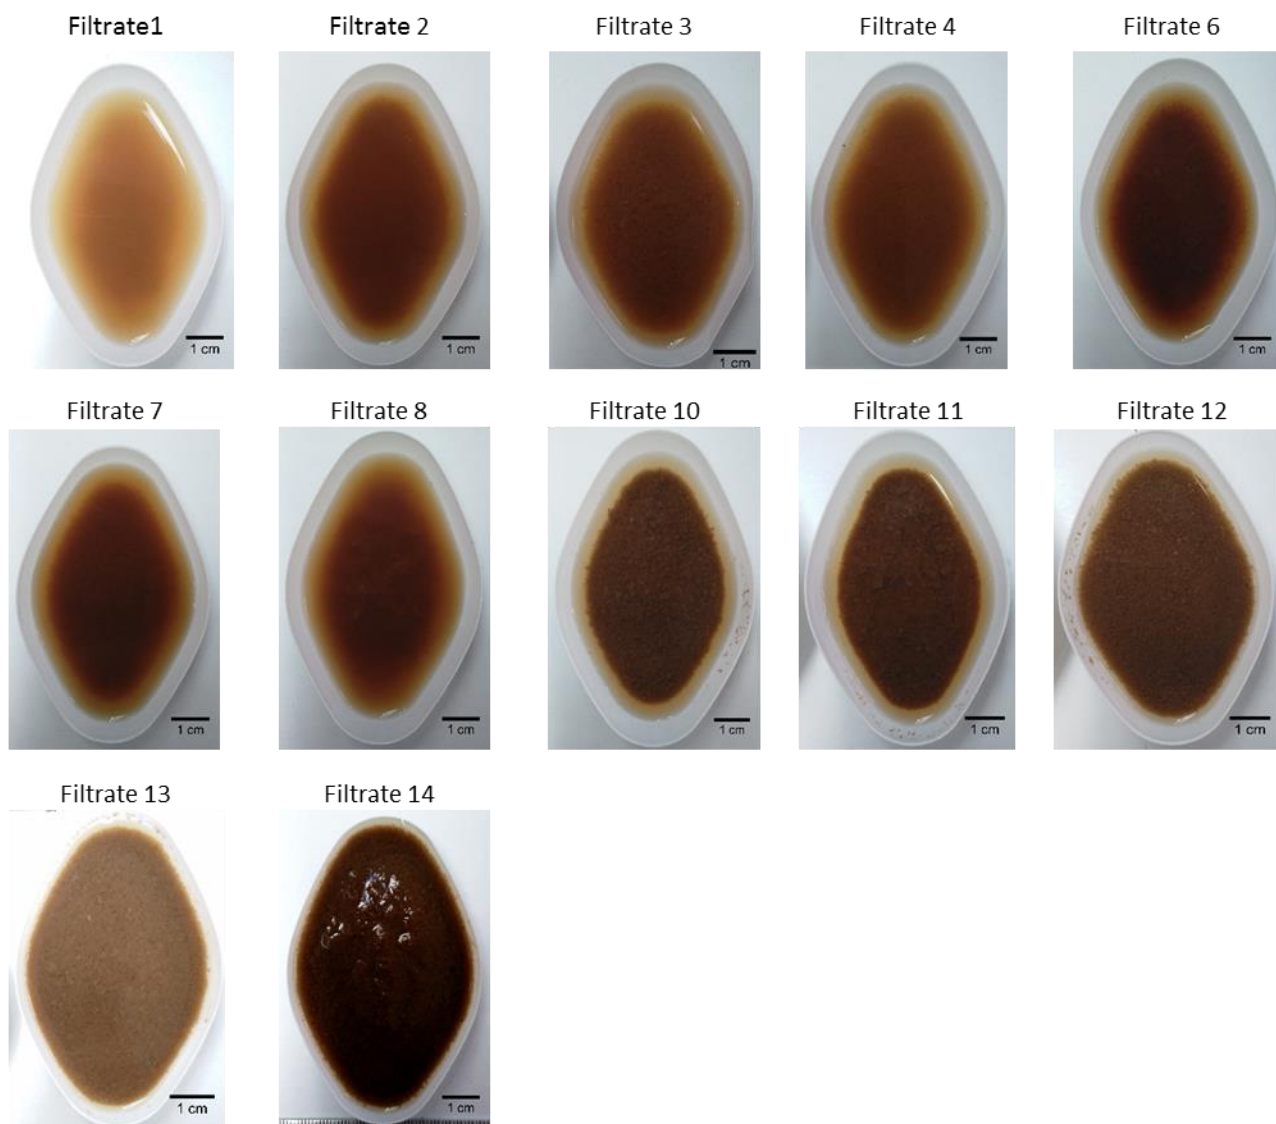 Filtrate1 Filtrate 2 Filtrate 3 Filtrate 4 Filtrate 6
1 cm 1 cm 1 cm 1 cm 1 cm
Filtrate 7 Filtrate 8 Filtrate 10 Filtrate 11 Filtrate 12
1 cm 1 cm 1 cm 1 cm 1 cm
Filtrate 13 Filtrate 14
1 cm 1 cm